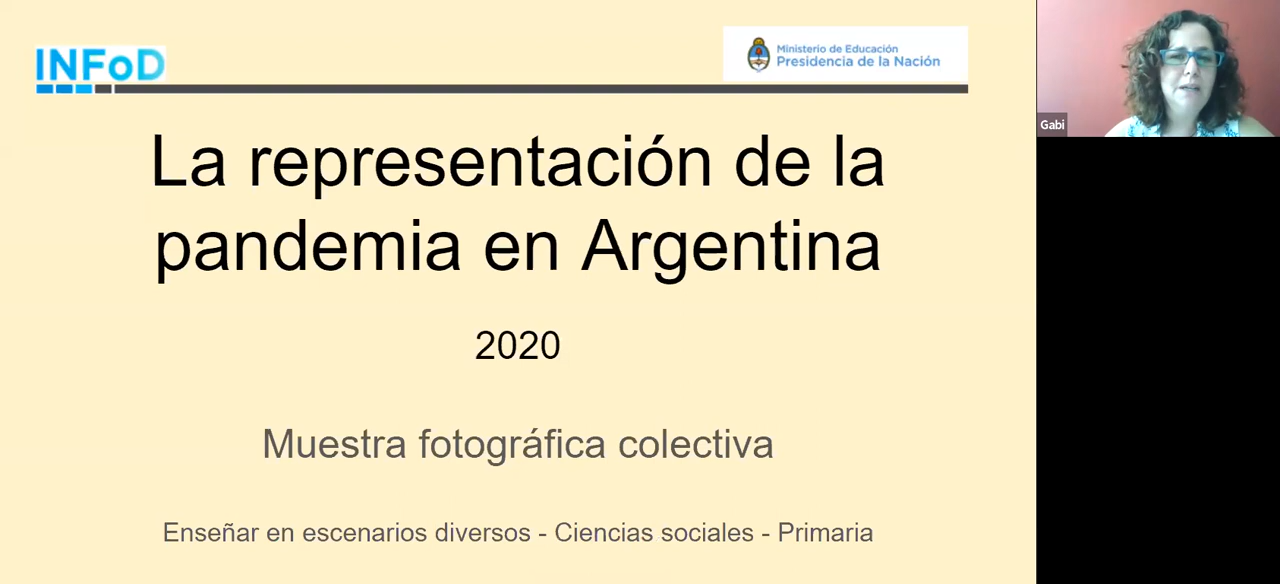 INFoD
Ministerio de Educación
Presidencia de la Nación
La representación de la
pandemia en Argentina
2020
Muestra fotográfica colectiva
Enseñar en escenarios diversos - Ciencias sociales - Primaria
Gabi